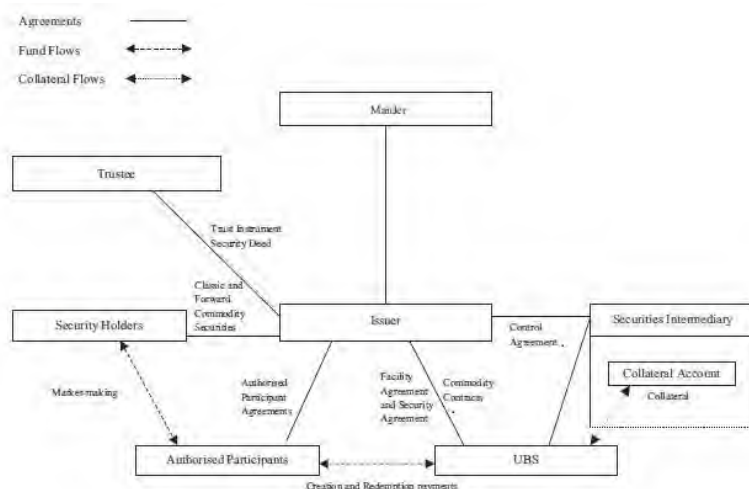 Agreements
Fund Flows
Collateral Flows
Trustee
Trust Instrument
Security Deed
Classic and
Forward
Commodity
Securities
Security Holders
Issuer
Securities Intermediary
Control
Agreement
Collateral Account
Collateral
Market-making
Authorised
Participant
Agreements
Facility
Agreement
and Security
Agreement
Commodity
Contracts
Authorised Participants
UBS
Creation and Redemption payments